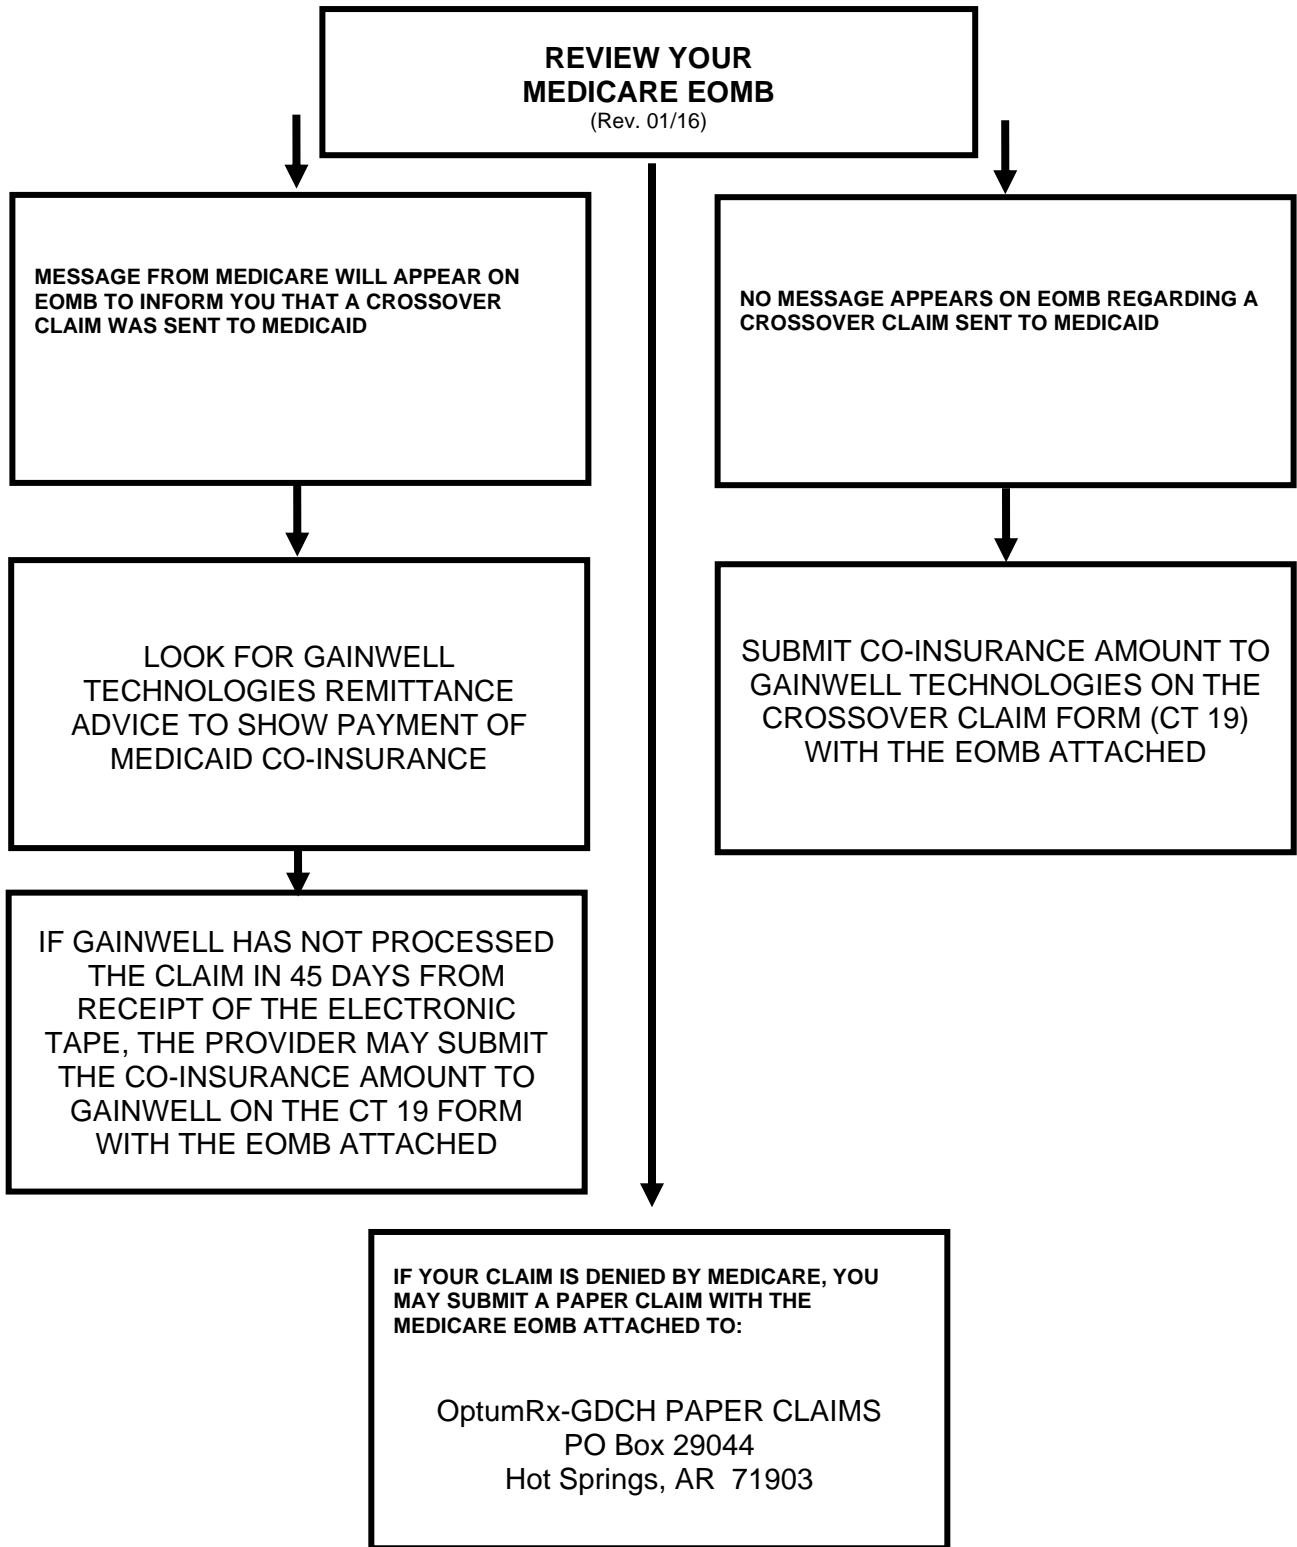 REVIEW YOUR
MEDICARE EOMB
(Rev. 01/16)
MESSAGE FROM MEDICARE WILL APPEAR ON
EOMB TO INFORM YOU THAT A CROSSOVER
CLAIM WAS SENT TO MEDICAID
NO MESSAGE APPEARS ON EOMB REGARDING A
CROSSOVER CLAIM SENT TO MEDICAID
LOOK FOR GAINWELL
TECHNOLOGIES REMITTANCE
ADVICE TO SHOW PAYMENT OF
MEDICAID CO-INSURANCE
SUBMIT CO-INSURANCE AMOUNT TO
GAINWELL TECHNOLOGIES ON THE
CROSSOVER CLAIM FORM (CT 19)
WITH THE EOMB ATTACHED
IF GAINWELL HAS NOT PROCESSED
THE CLAIM IN 45 DAYS FROM
RECEIPT OF THE ELECTRONIC
TAPE, THE PROVIDER MAY SUBMIT
THE CO-INSURANCE AMOUNT TO
GAINWELL ON THE CT 19 FORM
WITH THE EOMB ATTACHED
IF YOUR CLAIM IS DENIED BY MEDICARE, YOU
MAY SUBMIT A PAPER CLAIM WITH THE
MEDICARE EOMB ATTACHED TO:
OptumRx-GDCH PAPER CLAIMS
PO Box 29044
Hot Springs, AR  71903